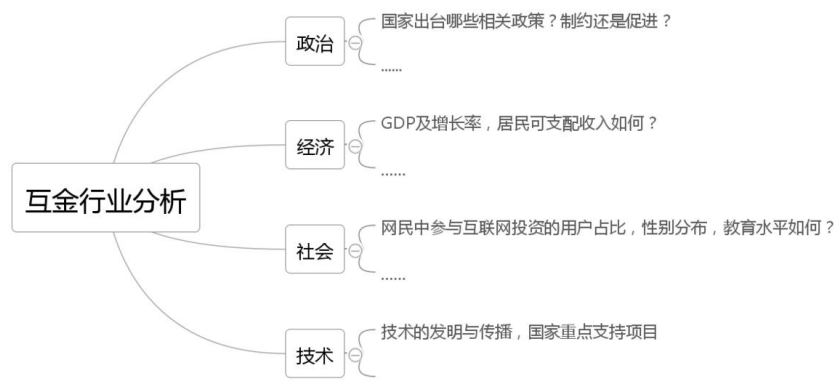 国家出台哪些相关政策？制约还是促进？
政治
......
GDP及增长率，居民可支配收入如何？
经济
......
互金行业分析
网民中参与互联网投资的用户占比，性别分布，教育水平如何？
社会
......
技术的发明与传播，国家重点支持项目
技术